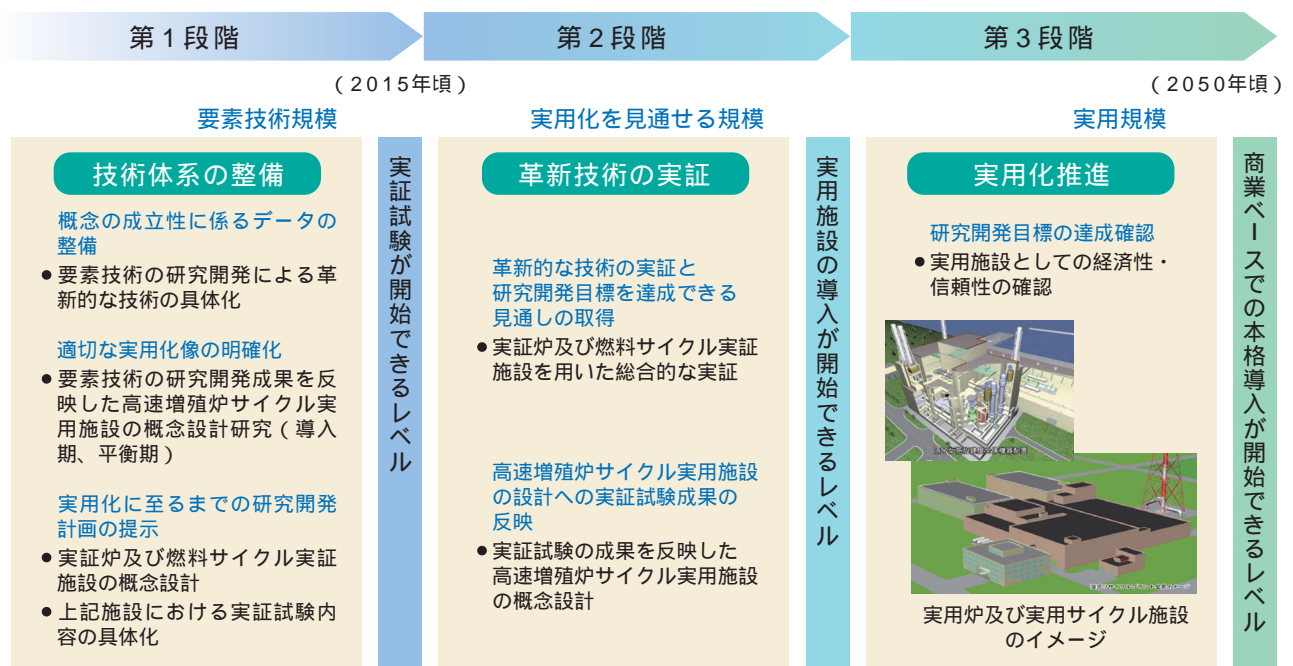 第1段階
第2段階
第3段階
（2015年頃）
（2050年頃）
要素技術規模
実用化を見通せる規模
実用規模
技術体系の整備
概念の成立性に係るデータの
整備
●要素技術の研究開発による革
新的な技術の具体化
適切な実用化像の明確化
●要素技術の研究開発成果を反
映した高速増殖炉サイクル実
用施設の概念設計研究（導入
期、平衡期）
実用化に至るまでの研究開発
計画の提示
●実証炉及び燃料サイクル実証
施設の概念設計
●上記施設における実証試験内
容の具体化
実証試験が開始できるレベル
革新技術の実証
革新的な技術の実証と
研究開発目標を達成できる
見通しの取得
●実証炉及び燃料サイクル実証
施設を用いた総合的な実証
高速増殖炉サイクル実用施設
の設計への実証試験成果の
反映
●実証試験の成果を反映した
高速増殖炉サイクル実用施設
の概念設計
実用施設の導入が開始できるレベル
実用化推進
研究開発目標の達成確認
●実用施設としての経済性・
信頼性の確認
実用炉及び実用サイクル施設
のイメージ
商業ベースでの本格導入が開始できるレベル